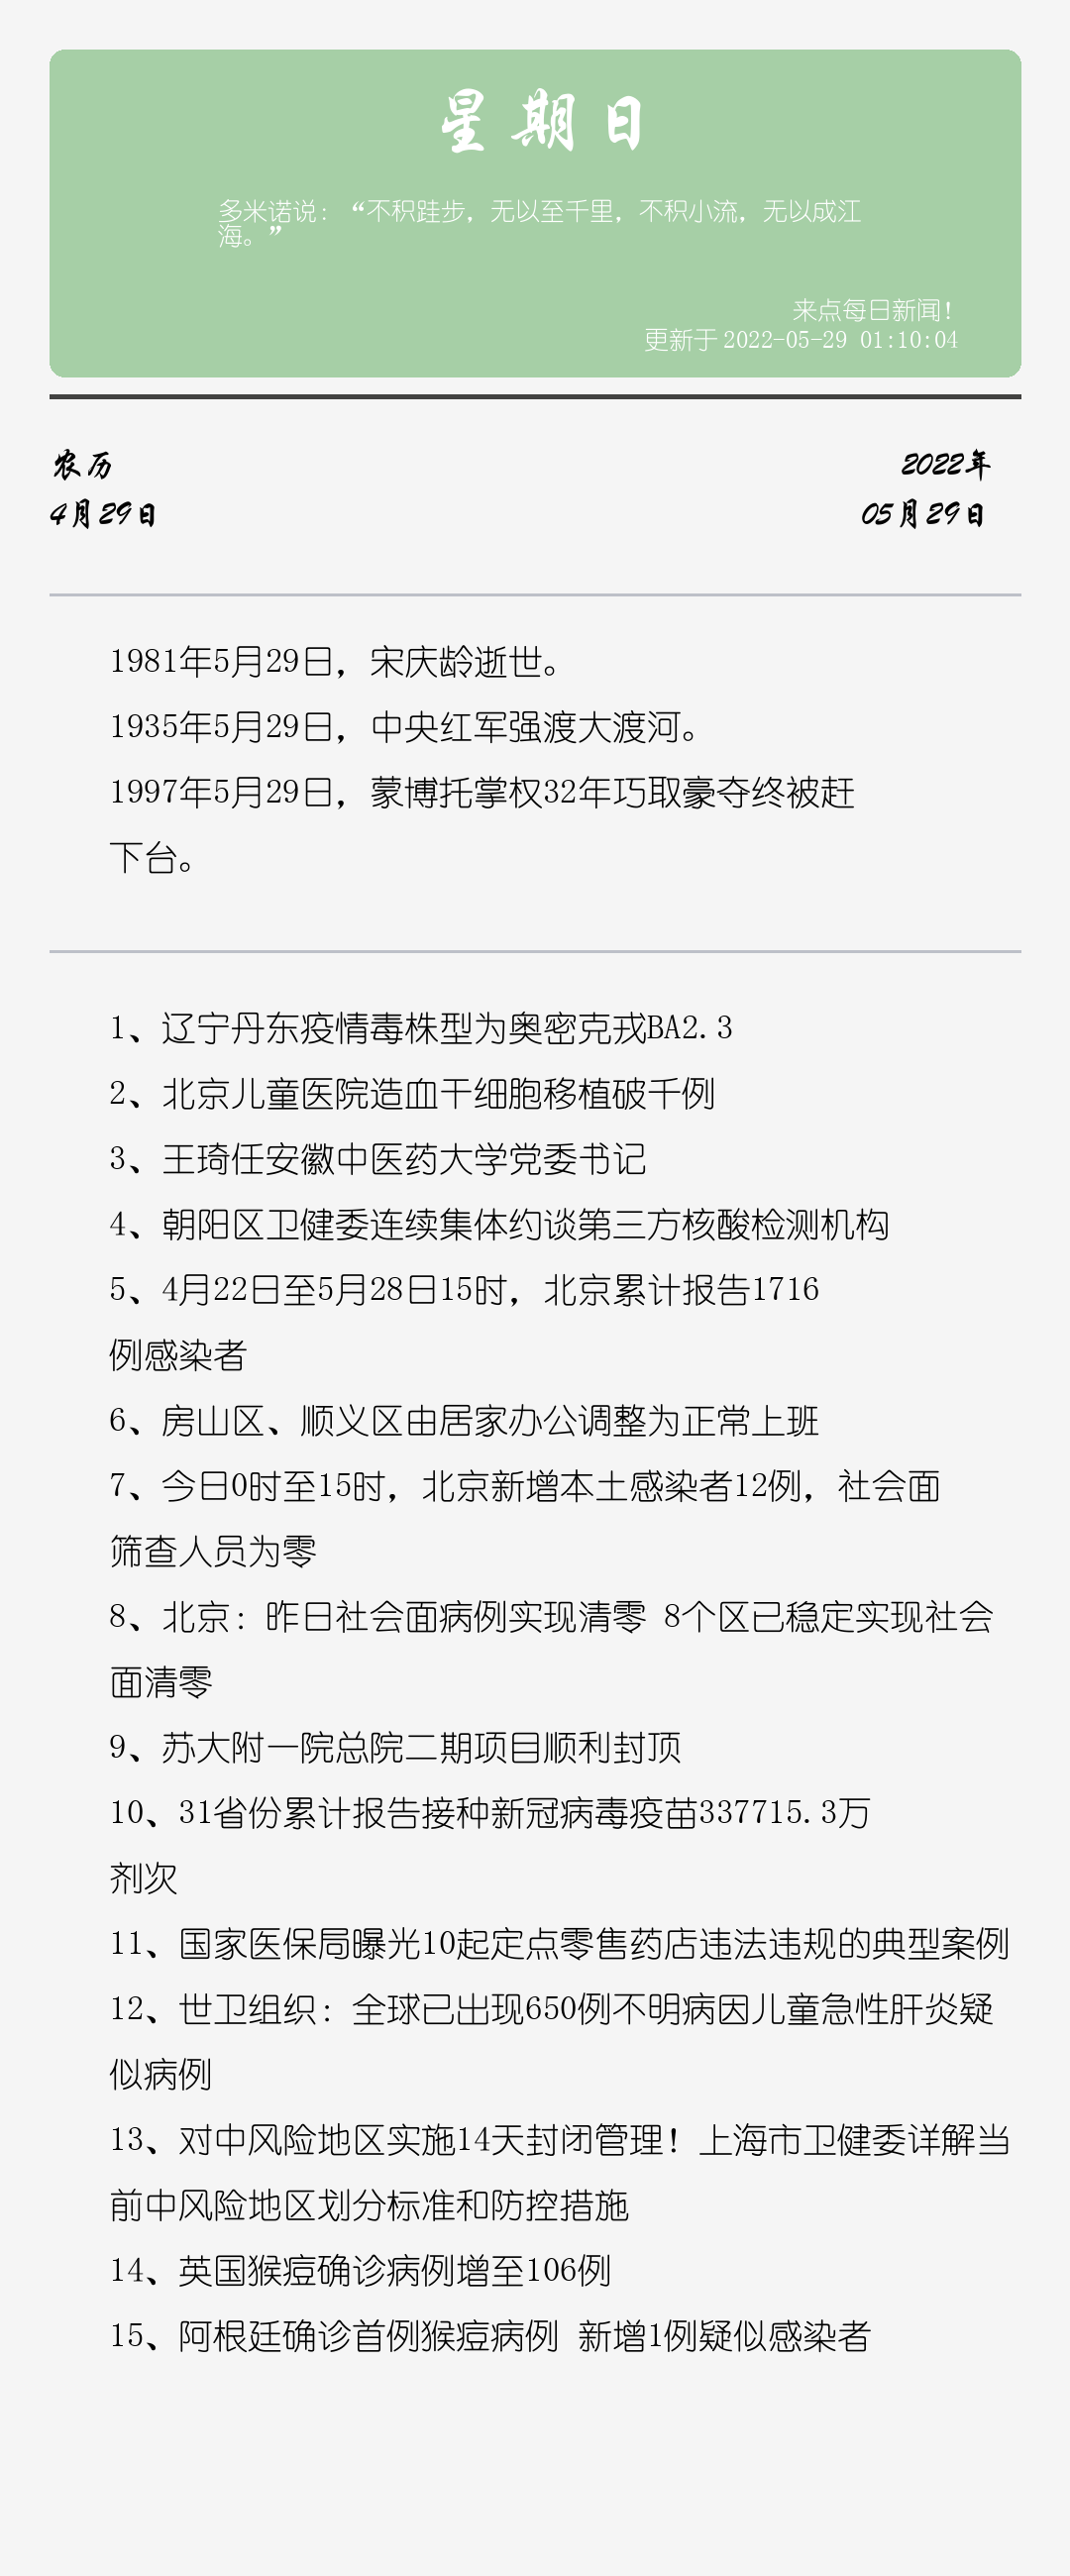 星期日
多米诺说：“不积跬步，无以至千里，不积小流，无以成江
海。”
来点每日新闻！
更新于 2022-05-29 01:10:04
农历
2022年
4月29日
05月29日
1981年5月29日，宋庆龄逝世。
1935年5月29日，中央红军强渡大渡河。
1997年5月29日，蒙博托掌权32年巧取豪夺终被赶
下台。
1、辽宁丹东疫情毒株型为奥密克戎BA2.3
2、北京儿童医院造血干细胞移植破千例
3、王琦任安徽中医药大学党委书记
4、朝阳区卫健委连续集体约谈第三方核酸检测机构
5、4月22日至5月28日15时，北京累计报告1716
例感染者
6、房山区、顺义区由居家办公调整为正常上班
7、今日0时至15时，北京新增本土感染者12例，社会面
筛查人员为零
8、北京：昨日社会面病例实现清零 8个区已稳定实现社会
面清零
9、苏大附一院总院二期项目顺利封顶
10、31省份累计报告接种新冠病毒疫苗337715.3万
剂次
11、国家医保局曝光10起定点零售药店违法违规的典型案例
12、世卫组织：全球已出现650例不明病因儿童急性肝炎疑
似病例
13、对中风险地区实施14天封闭管理！上海市卫健委详解当
前中风险地区划分标准和防控措施
14、英国猴痘确诊病例增至106例
15、阿根廷确诊首例猴痘病例 新增1例疑似感染者